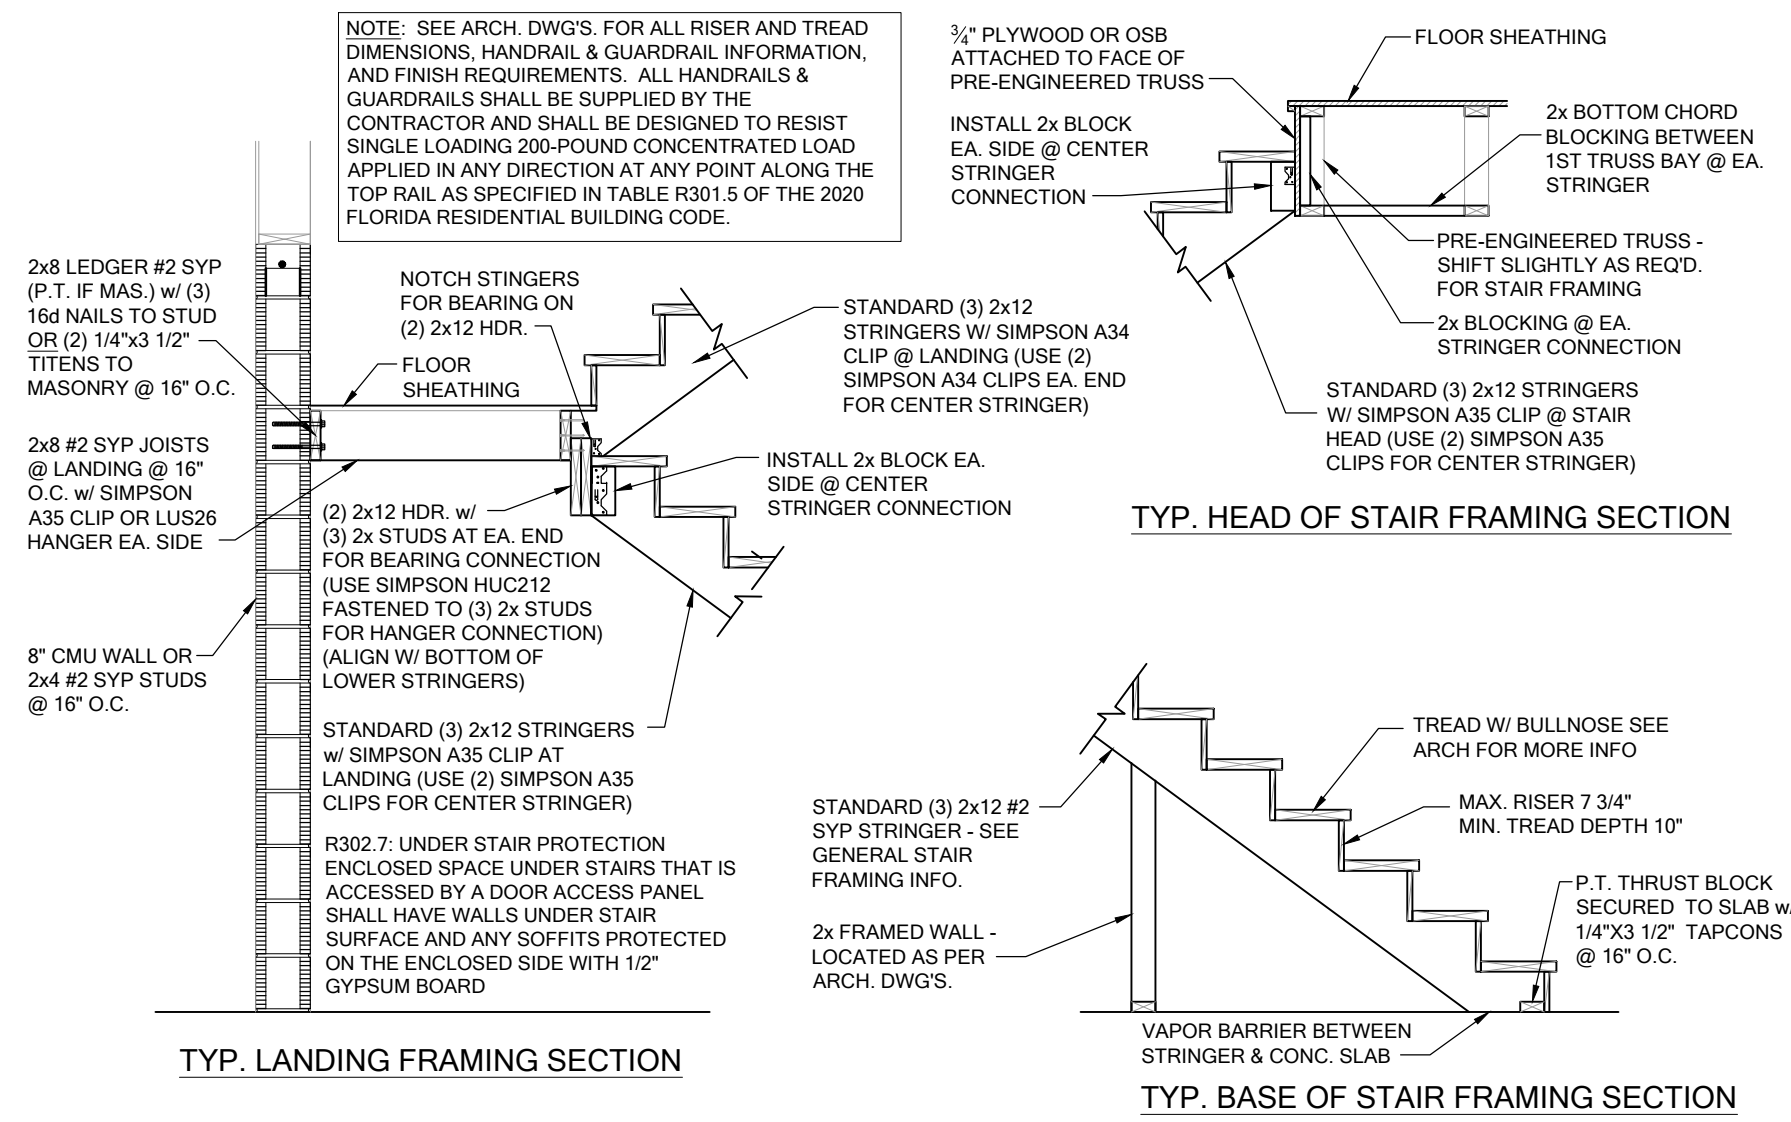 NOTE: SEE ARCH. DWG'S. FOR ALL RISER AND TREAD
DIMENSIONS, HANDRAIL & GUARDRAIL INFORMATION,
AND FINISH REQUIREMENTS. ALL HANDRAILS &
GUARDRAILS SHALL BE SUPPLIED BY THE
CONTRACTOR AND SHALL BE DESIGNED TO RESIST
SINGLE LOADING 200-POUND CONCENTRATED LOAD
APPLIED IN ANY DIRECTION AT ANY POINT ALONG THE
TOP RAIL AS SPECIFIED IN TABLE R301.5 OF THE 2020
FLORIDA RESIDENTIAL BUILDING CODE.
2x8 LEDGER #2 SYP
(P.T. IF MAS.) w/ (3)
16d NAILS TO STUD
OR (2) 1/4"x3 1/2"
TITENS TO
MASONRY @ 16" O.C.
2x8 #2 SYP JOISTS
@ LANDING @ 16"
O.C. w/ SIMPSON
A35 CLIP OR LUS26
HANGER EA. SIDE
8" CMU WALL OR
2x4 #2 SYP STUDS
@ 16" O.C.
NOTCH STINGERS
FOR BEARING ON
(2) 2x12 HDR.
FLOOR
SHEATHING
STANDARD (3) 2x12
STRINGERS W/ SIMPSON A34
CLIP @ LANDING (USE (2)
SIMPSON A34 CLIPS EA. END
FOR CENTER STRINGER)
INSTALL 2x BLOCK EA.
SIDE @ CENTER
STRINGER CONNECTION
(2) 2x12 HDR. w/
(3) 2x STUDS AT EA. END
FOR BEARING CONNECTION
(USE SIMPSON HUC212
FASTENED TO (3) 2x STUDS
FOR HANGER CONNECTION)
(ALIGN W/ BOTTOM OF
LOWER STRINGERS)
STANDARD (3) 2x12 STRINGERS
w/ SIMPSON A35 CLIP AT
LANDING (USE (2) SIMPSON A35
CLIPS FOR CENTER STRINGER)
R302.7: UNDER STAIR PROTECTION
ENCLOSED SPACE UNDER STAIRS THAT IS
ACCESSED BY A DOOR ACCESS PANEL
SHALL HAVE WALLS UNDER STAIR
SURFACE AND ANY SOFFITS PROTECTED
ON THE ENCLOSED SIDE WITH 1/2"
GYPSUM BOARD
TYP. LANDING FRAMING SECTION
¾" PLYWOOD OR OSB
ATTACHED TO FACE OF
PRE-ENGINEERED TRUSS
INSTALL 2x BLOCK
EA. SIDE @ CENTER
STRINGER
CONNECTION
FLOOR SHEATHING
2x BOTTOM CHORD
BLOCKING BETWEEN
1ST TRUSS BAY @ EA.
STRINGER
PRE-ENGINEERED TRUSS -
SHIFT SLIGHTLY AS REQ'D.
FOR STAIR FRAMING
2x BLOCKING @ EA.
STRINGER CONNECTION
STANDARD (3) 2x12 STRINGERS
W/ SIMPSON A35 CLIP @ STAIR
HEAD (USE (2) SIMPSON A35
CLIPS FOR CENTER STRINGER)
TYP. HEAD OF STAIR FRAMING SECTION
TREAD W/ BULLNOSE SEE
ARCH FOR MORE INFO
MAX. RISER 7 3/4"
MIN. TREAD DEPTH 10"
P.T. THRUST BLOCK
SECURED TO SLAB w/
1/4"X3 1/2" TAPCONS
@ 16" O.C.
STANDARD (3) 2x12 #2
SYP STRINGER - SEE
GENERAL STAIR
FRAMING INFO.
2x FRAMED WALL -
LOCATED AS PER
ARCH. DWG'S.
VAPOR BARRIER BETWEEN
STRINGER & CONC. SLAB
TYP. BASE OF STAIR FRAMING SECTION